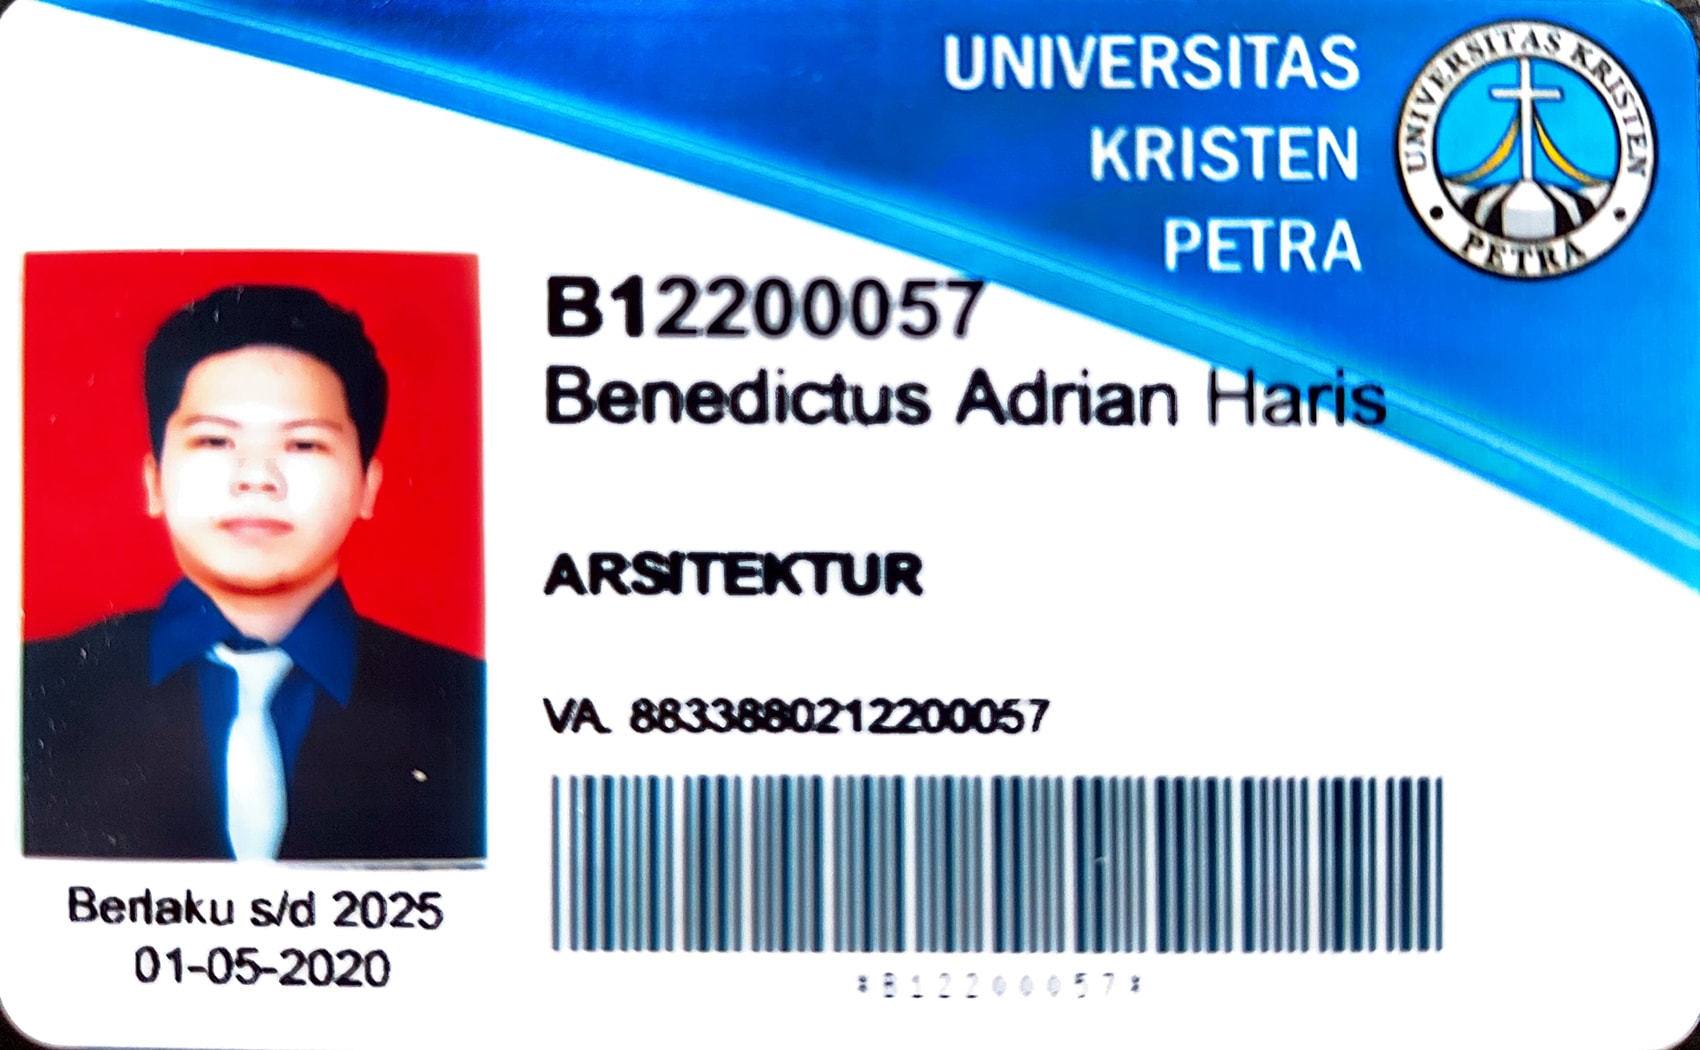 UNIVERSITAS
KRISTEN
PETRA
UNIVERSITAS KRISTEN
PETRA
B12200057
Benedictus Adrian Haris
ARSITEKTUR
VA. 8833880212200057
*B12200057*
Berlaku s/d 2025
01-05-2020